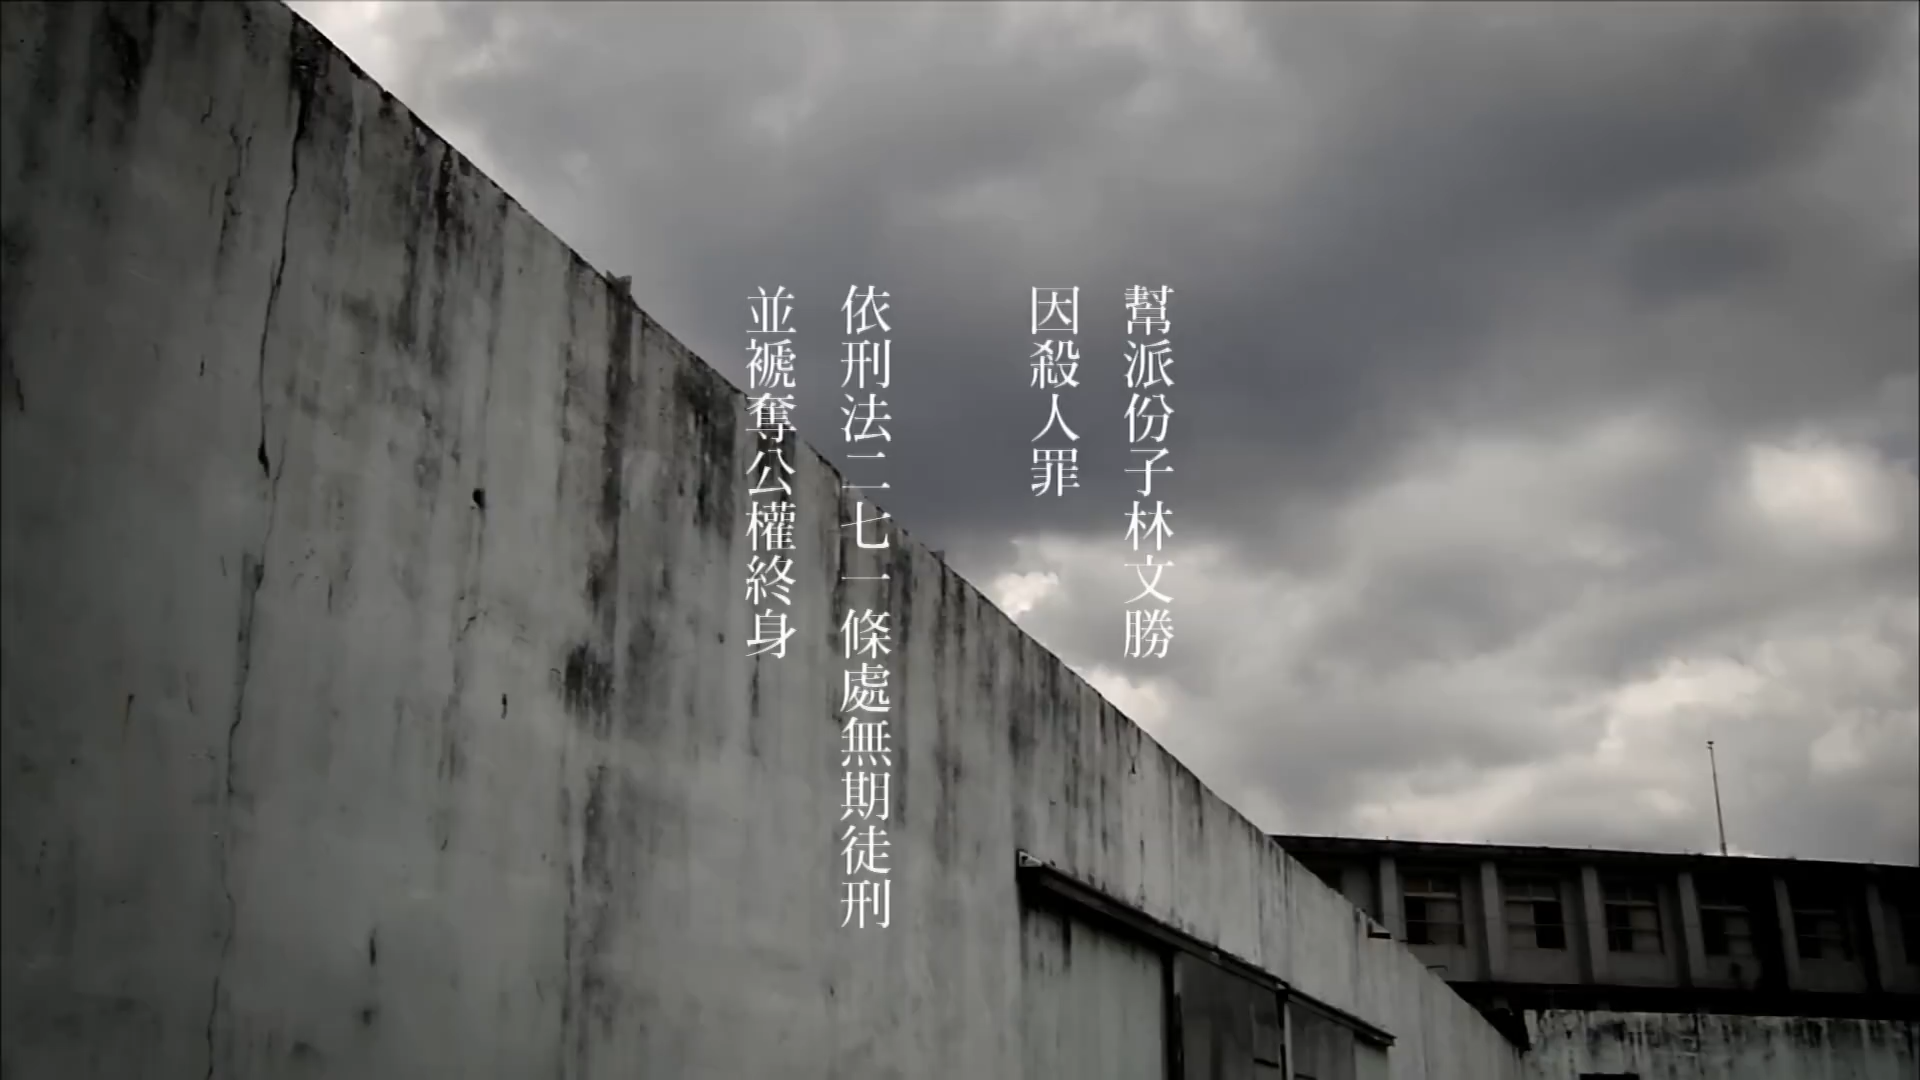 幫派份子林文勝
因殺人罪
依刑法二七一條處無期徒刑
並褫奪公權終身